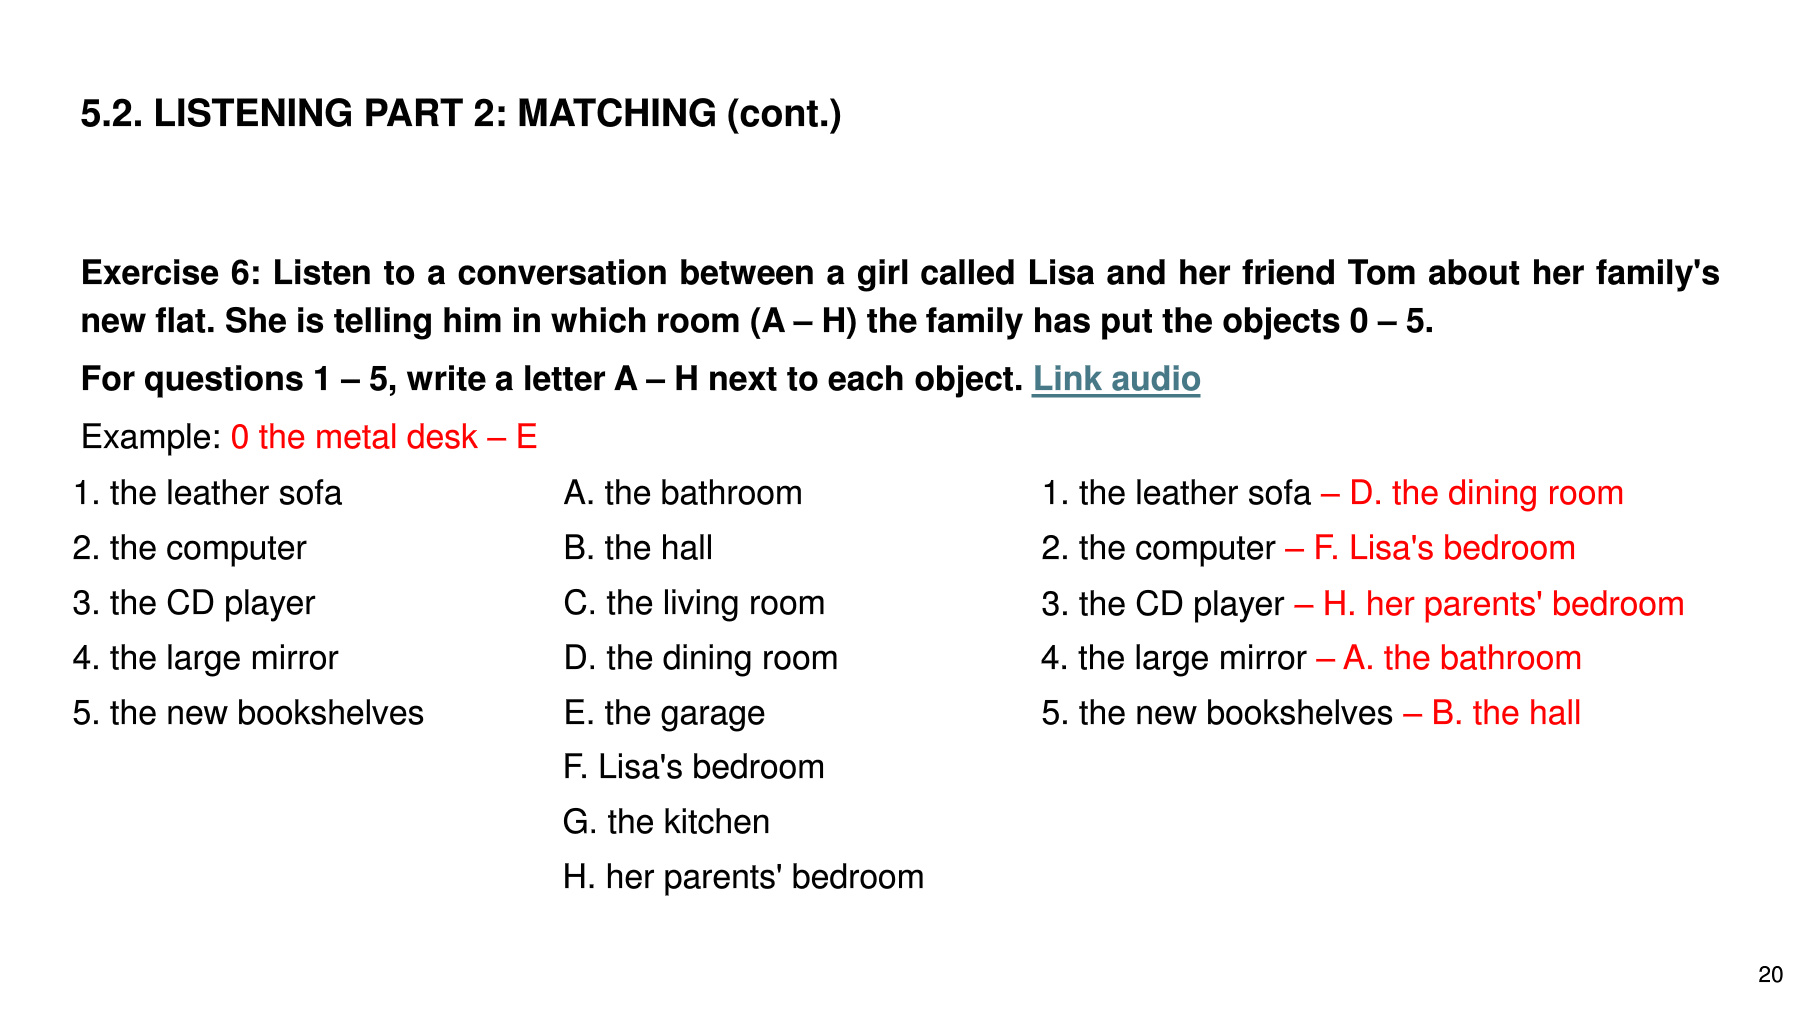 5.2. LISTENING PART 2: MATCHING (cont.)
Exercise 6: Listen to a conversation between a girl called Lisa and her friend Tom about her family's
new flat. She is telling him in which room (A – H) the family has put the objects 0 – 5.
For questions 1 – 5, write a letter A – H next to each object. Link audio
Example: 0 the metal desk – E
1. the leather sofa
2. the computer
3. the CD player
4. the large mirror
5. the new bookshelves
A. the bathroom
B. the hall
C. the living room
D. the dining room
E. the garage
F. Lisa's bedroom
G. the kitchen
H. her parents' bedroom
1. the leather sofa – D. the dining room
2. the computer – F. Lisa's bedroom
3. the CD player – H. her parents' bedroom
4. the large mirror – A. the bathroom
5. the new bookshelves – B. the hall
20